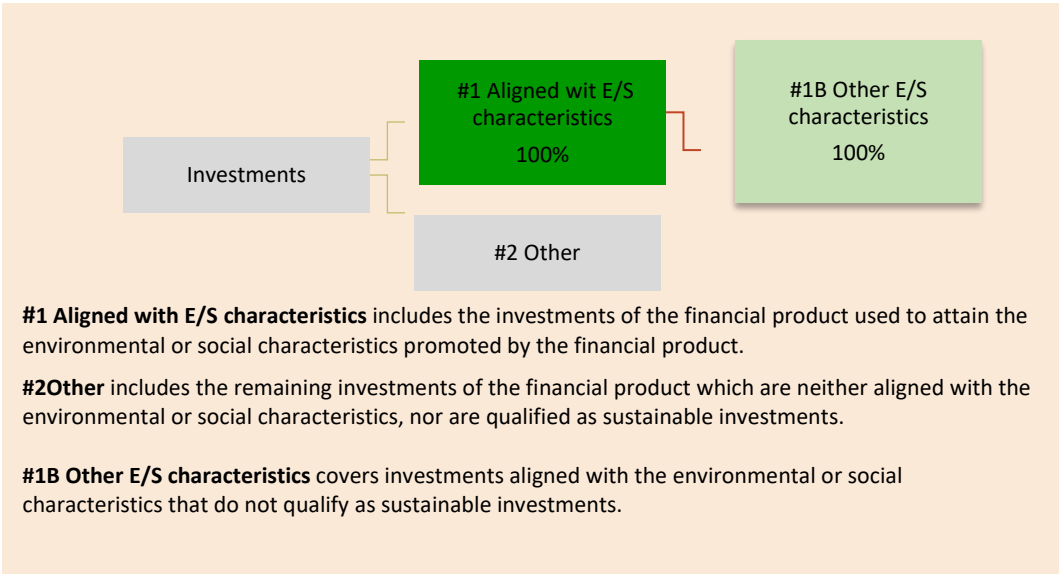 #1 Aligned wit E/S
characteristics
100%
#1B Other E/S
characteristics
100%
Investments
#2 Other
#1 Aligned with E/S characteristics includes the investments of the financial product used to attain the
environmental or social characteristics promoted by the financial product.
#2Other includes the remaining investments of the financial product which are neither aligned with the
environmental or social characteristics, nor are qualified as sustainable investments.
#1B Other E/S characteristics covers investments aligned with the environmental or social
characteristics that do not qualify as sustainable investments.